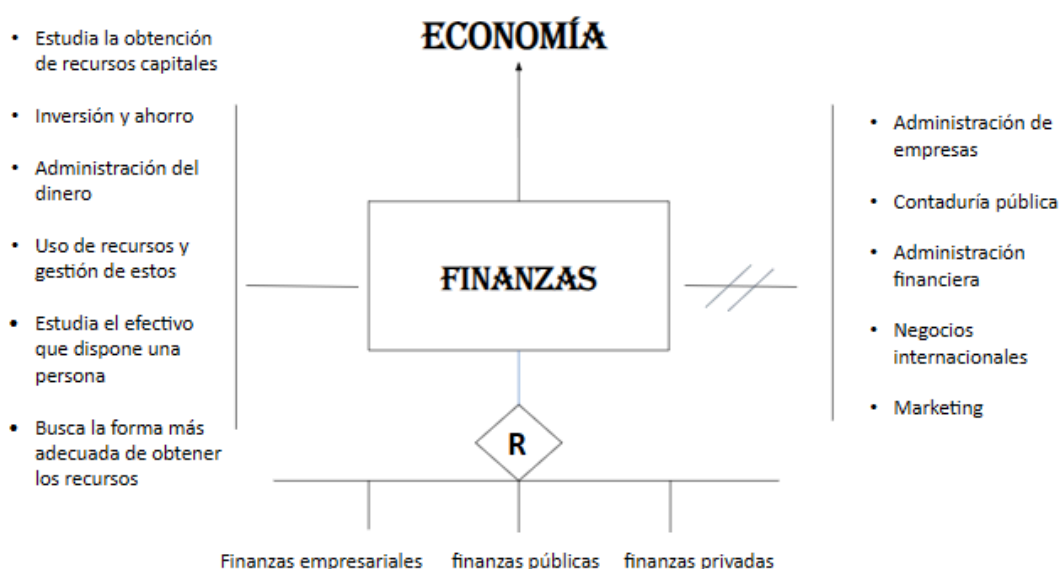 ECONOMÍA
• Estudia la obtención
de recursos capitales
• Inversión y ahorro
• Administración del
dinero
• Uso de recursos y
gestión de estos
• Estudia el efectivo
que dispone una
persona
• Busca la forma más
adecuada de obtener
los recursos
FINANZAS
• Administración de
empresas
• Contaduría pública
• Administración
financiera
• Negocios
internacionales
• Marketing
R
Finanzas empresariales finanzas públicas finanzas privadas